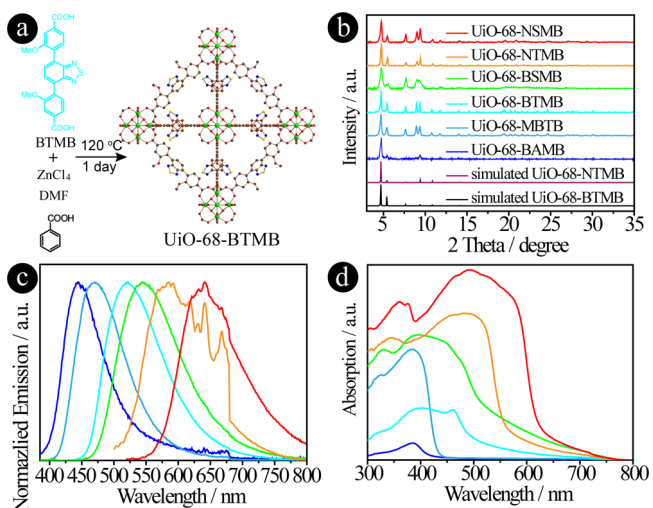 a
COOH
MeO
N
S
N
MeO
COOH
BTMB
+
ZnCl4
DMF
COOH
120 °C
1 day
UiO-68-BTMB
b
Intensity / a.u.
UiO-68-NSMB
UiO-68-NTMB
UiO-68-BSMB
UiO-68-BTMB
UiO-68-MBTB
UiO-68-BAMB
simulated UiO-68-NTMB
simulated UiO-68-BTMB
5 10 15 20 25 30 35
2 Theta / degree
c
Normazlied Emission / a.u.
400 450 500 550 600 650 700 750 800
Wavelength / nm
d
Absorption / a.u.
300 400 500 600 700 800
Wavelength / nm